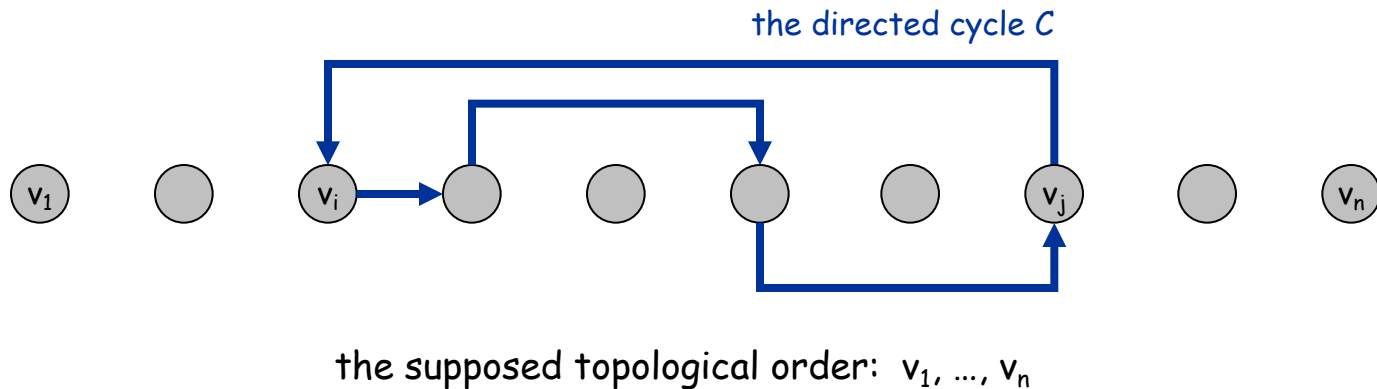 the directed cycle C
v₁
vᵢ
vⱼ
vₙ
the supposed topological order: v₁, ..., vₙ